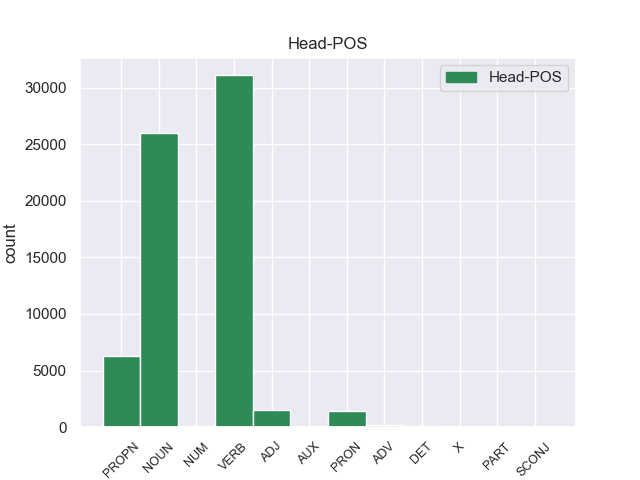 Head-POS
Head-POS
30000
25000
20000
15000
10000
5000
0
count
PROPN NOUN NUM VERB ADJ AUX PRON ADV DET X PART SCONJ